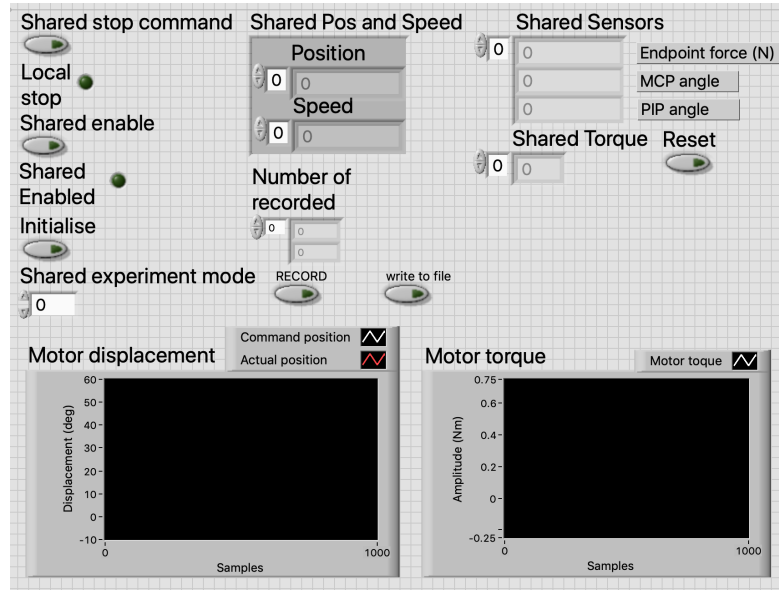 Shared stop command
Local
stop
Shared enable
Shared
Enabled
Initialise
Shared experiment mode
0
Shared Pos and Speed
Position
0 0
Speed
0 0
Number of
recorded
0 0
0
RECORD
write to file
Shared Sensors
0 0 Endpoint force (N)
0 MCP angle
0 PIP angle
Shared Torque
0 0
Reset
Motor displacement
Command position
Actual position
60
50
40
30
20
10
0
-10
Displacement (deg)
0 1000
Samples
Motor torque
Motor toque
0.75
0.6
0.4
0.2
0
-0.25
Amplitude (Nm)
0 1000
Samples